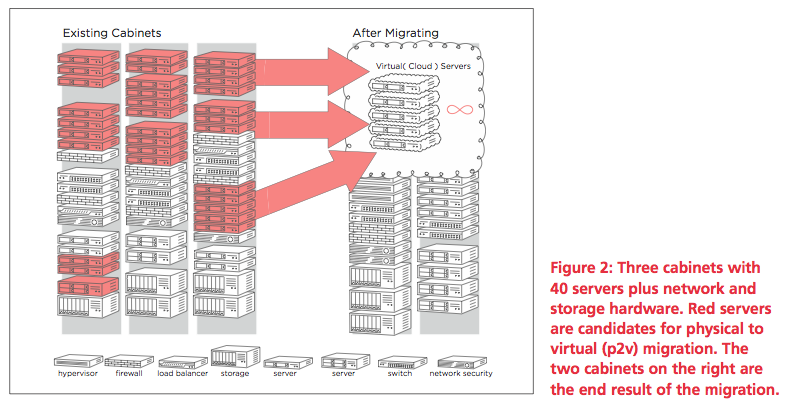 Existing Cabinets
After Migrating
Virtual( Cloud ) Servers
hypervisor
firewall
load balancer
storage
server
server
switch
network security
Figure 2: Three cabinets with
40 servers plus network and
storage hardware. Red servers
are candidates for physical to
virtual (p2v) migration. The
two cabinets on the right are
the end result of the migration.